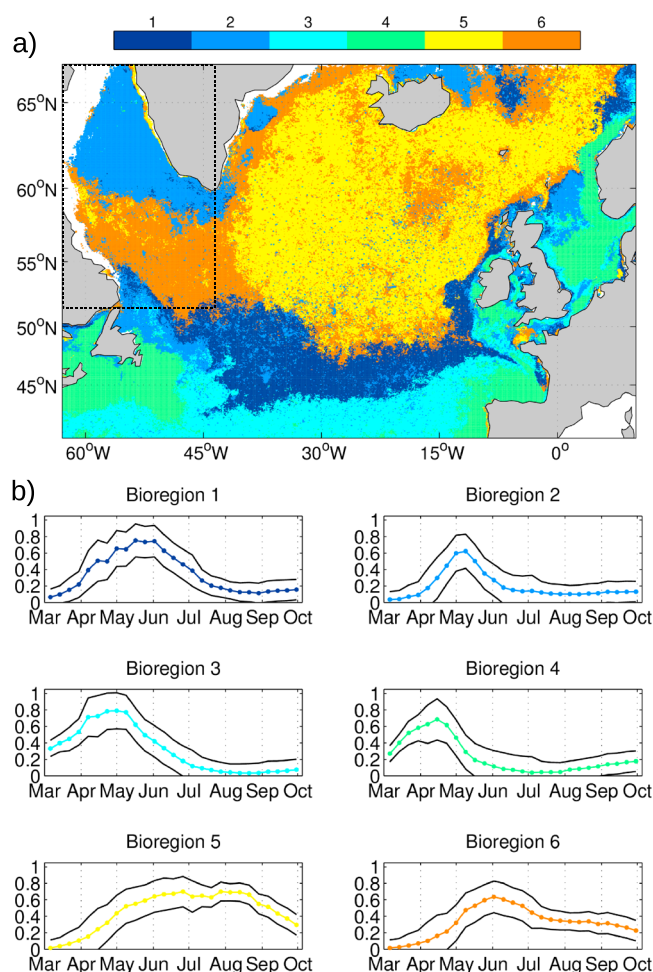 a)
1 2 3 4 5 6
65°N
60°N
55°N
50°N
45°N
60°W 45°W 30°W 15°W 0°
b)
Bioregion 1 Bioregion 2
1 1
0.8 0.8
0.6 0.6
0.4 0.4
0.2 0.2
0 0
Mar Apr May Jun Jul Aug Sep Oct Mar Apr May Jun Jul Aug Sep Oct
Bioregion 3 Bioregion 4
1 1
0.8 0.8
0.6 0.6
0.4 0.4
0.2 0.2
0 0
Mar Apr May Jun Jul Aug Sep Oct Mar Apr May Jun Jul Aug Sep Oct
Bioregion 5 Bioregion 6
1 1
0.8 0.8
0.6 0.6
0.4 0.4
0.2 0.2
0 0
Mar Apr May Jun Jul Aug Sep Oct Mar Apr May Jun Jul Aug Sep Oct